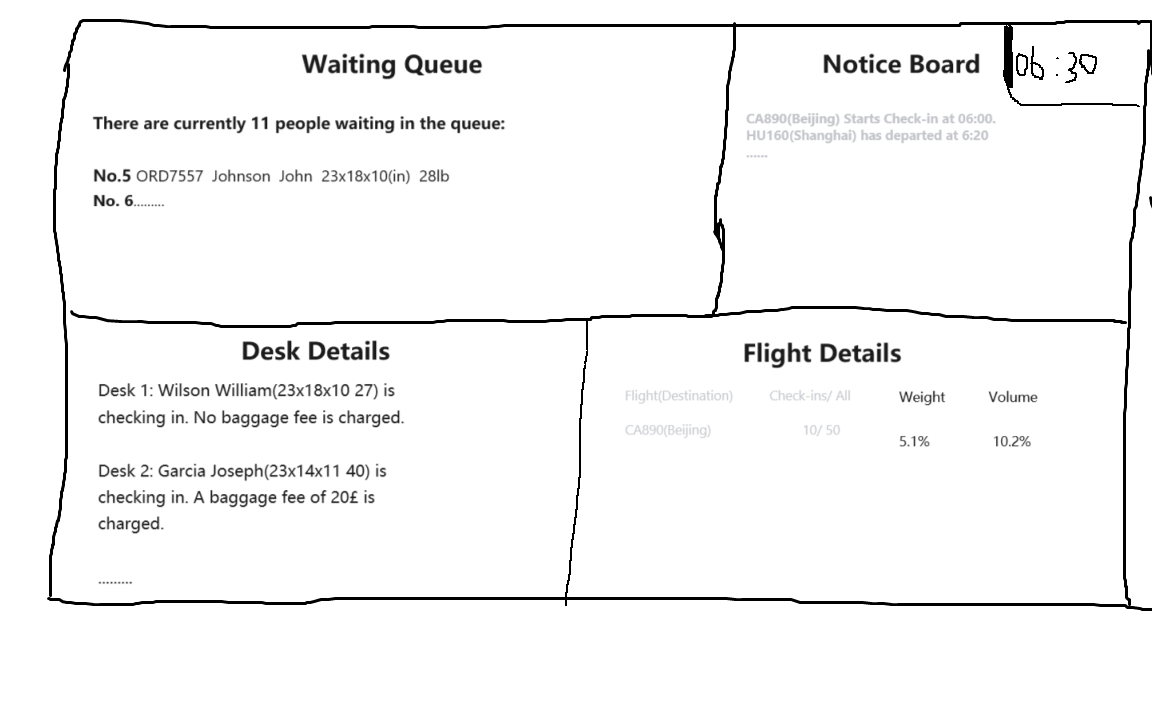 Waiting Queue
There are currently 11 people waiting in the queue:
No.5 ORD7557 Johnson John 23x18x10(in) 28lb
No. 6.........
Notice Board
06:30
CA890(Beijing) Starts Check-in at 06:00.
HU160(Shanghai) has departed at 6:20
......
Desk Details
Desk 1: Wilson William(23x18x10 27) is
checking in. No baggage fee is charged.
Desk 2: Garcia Joseph(23x14x11 40) is
checking in. A baggage fee of 20£ is
charged.
.........
Flight Details
Flight(Destination) Check-ins/ All Weight Volume
CA890(Beijing) 10/ 50 5.1% 10.2%